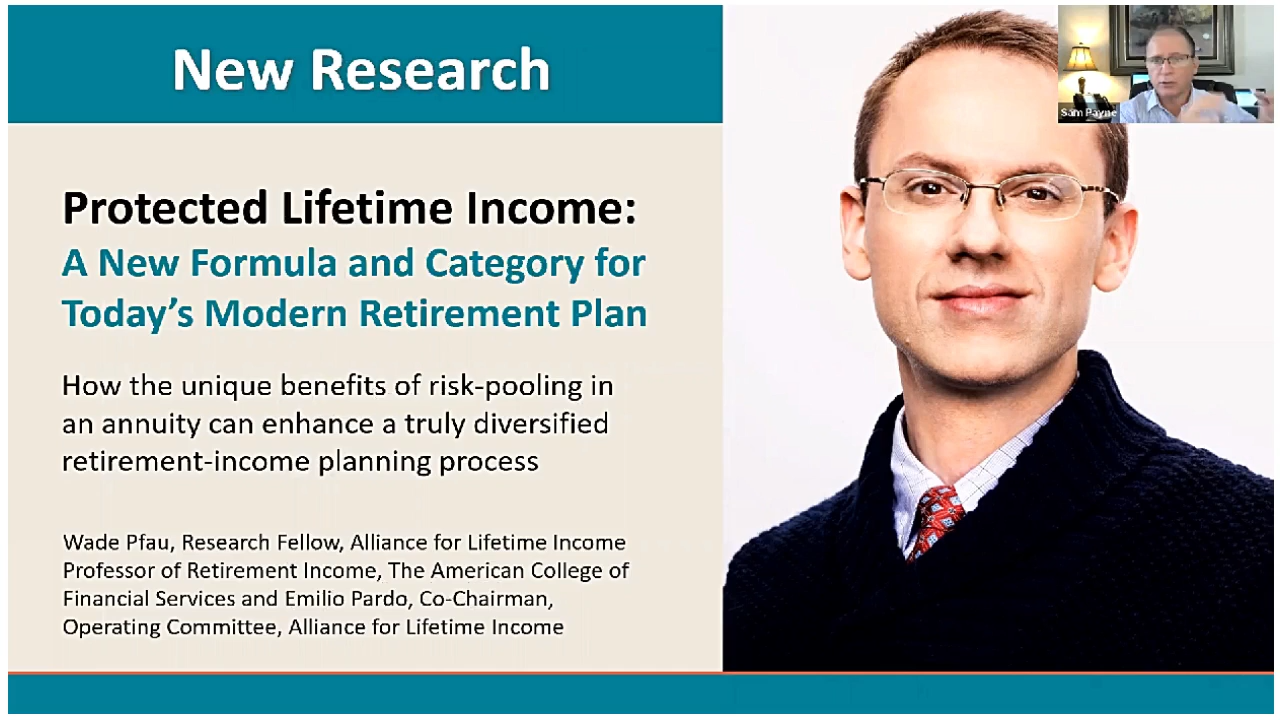 New Research
Sam Payne
Protected Lifetime Income:
A New Formula and Category for
Today's Modern Retirement Plan
How the unique benefits of risk-pooling in
an annuity can enhance a truly diversified
retirement-income planning process
Wade Pfau, Research Fellow, Alliance for Lifetime Income
Professor of Retirement Income, The American College of
Financial Services and Emilio Pardo, Co-Chairman,
Operating Committee, Alliance for Lifetime Income